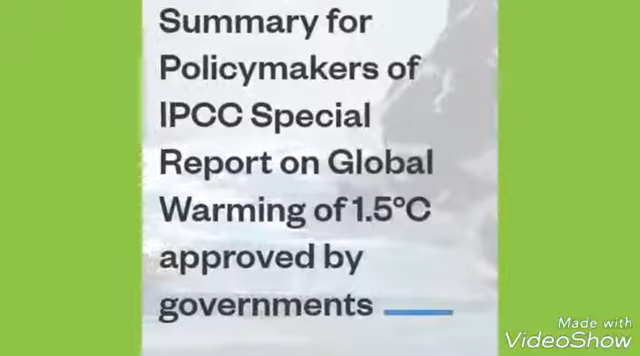 Summary for
Policymakers of
IPCC Special
Report on Global
Warming of 1.5°C
approved by
governments
Made with
VideoShow